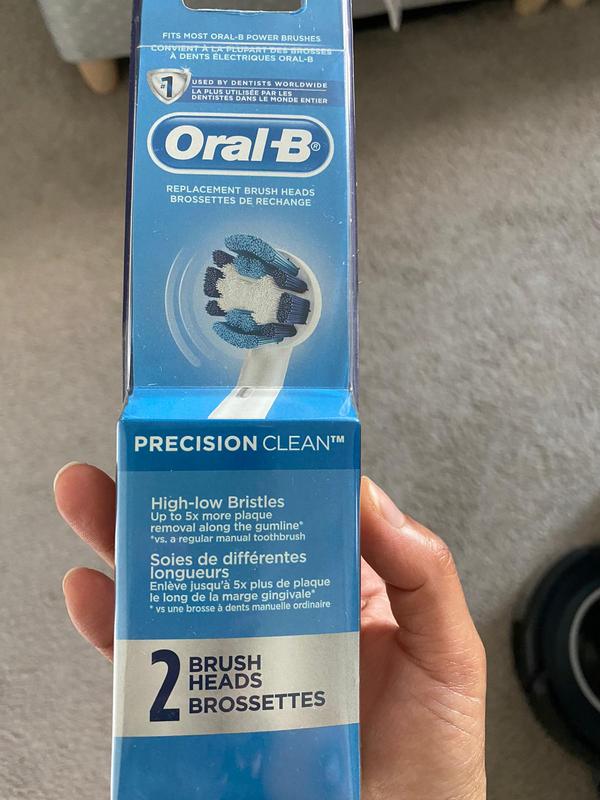 FITS MOST ORAL-B POWER BRUSHES
CONVIENT À LA PLUPART DES BROSSES
À DENTS ÉLECTRIQUES ORAL-B
#1
USED BY DENTISTS WORLDWIDE
LA PLUS UTILISÉE PAR LES
DENTISTES DANS LE MONDE ENTIER
Oral-B®
REPLACEMENT BRUSH HEADS
BROSSETTES DE RECHANGE
PRECISION CLEAN™
High-low Bristles
Up to 5x more plaque
removal along the gumline*
*vs. a regular manual toothbrush
Soies de différentes
longueurs
Enlève jusqu'à 5x plus de plaque
le long de la marge gingivale*
* vs une brosse à dents manuelle ordinaire
2 BRUSH
HEADS
BROSSETTES